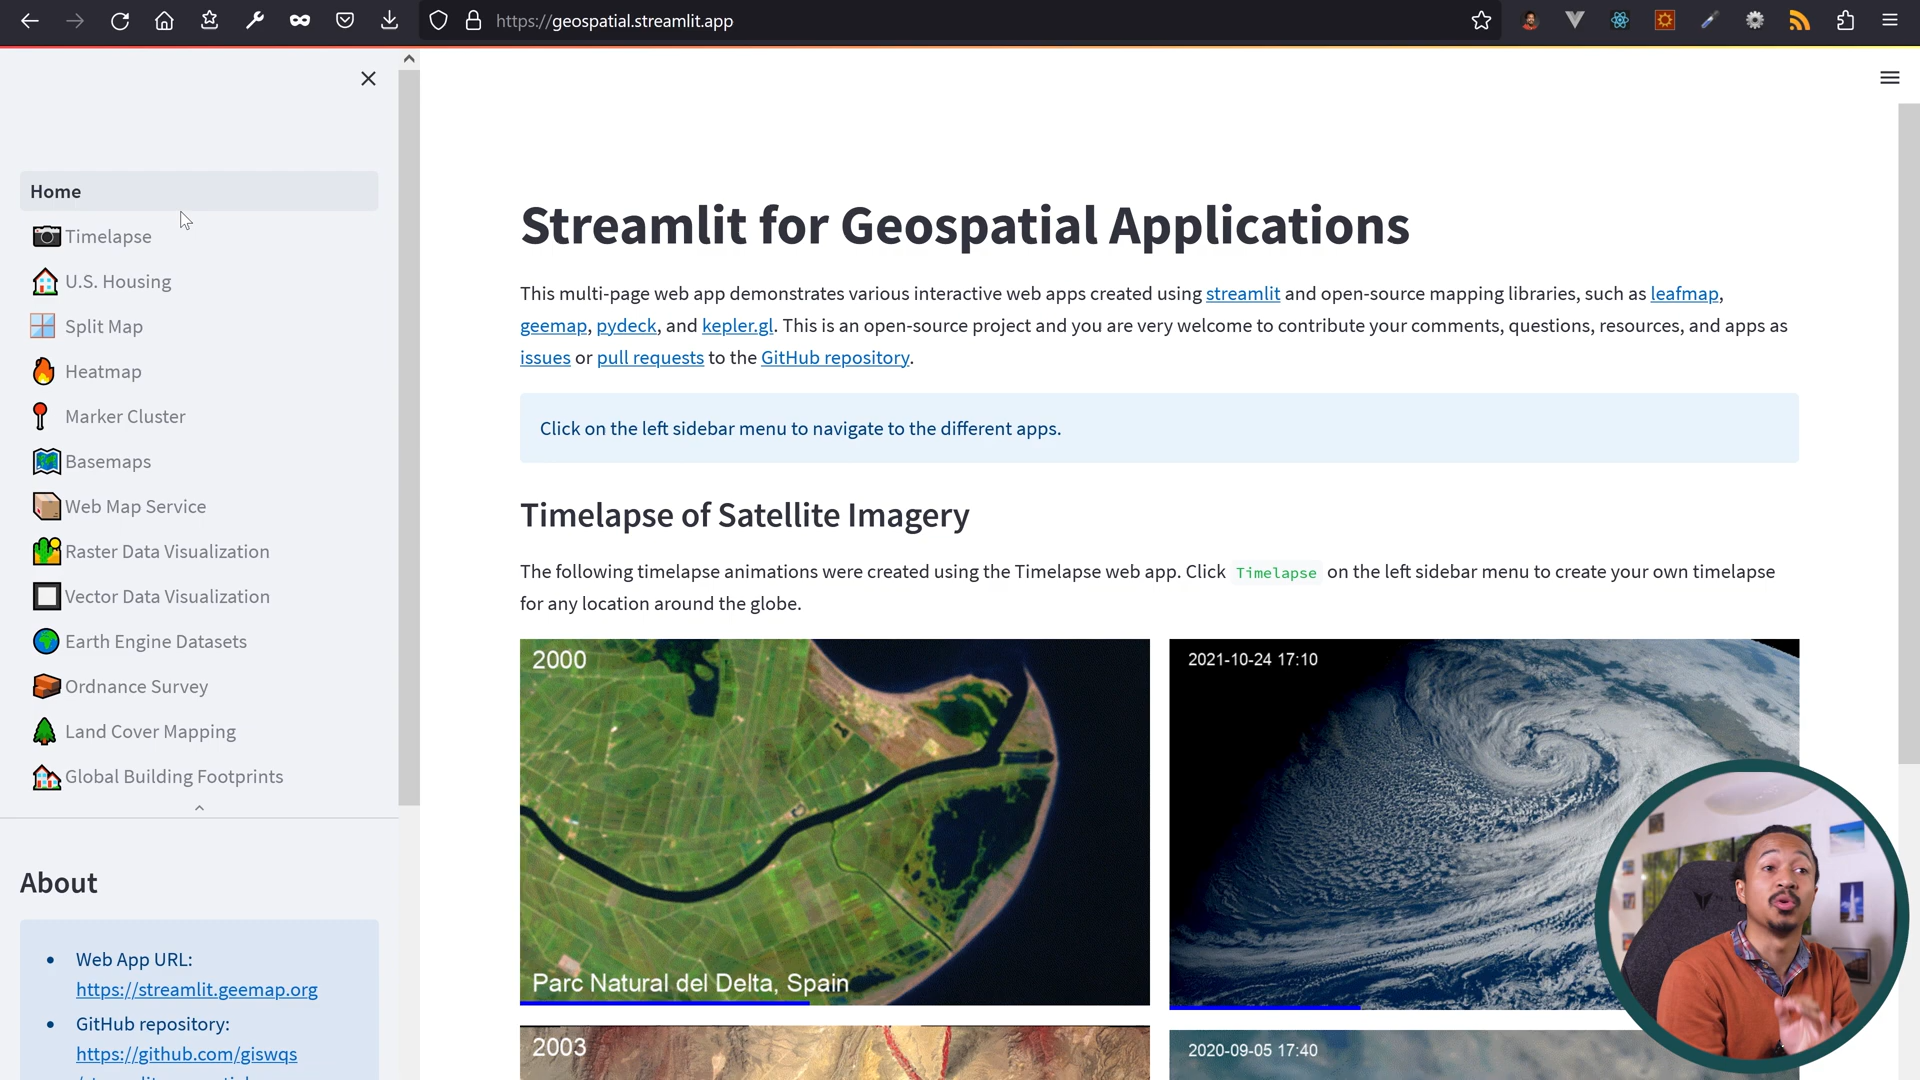 https://geospatial.streamlit.app
Home
Timelapse
U.S. Housing
Split Map
Heatmap
Marker Cluster
Basemaps
Web Map Service
Raster Data Visualization
Vector Data Visualization
Earth Engine Datasets
Ordnance Survey
Land Cover Mapping
Global Building Footprints
About
Web App URL:
https://streamlit.geemap.org
GitHub repository:
https://github.com/giswqs
Streamlit for Geospatial Applications
This multi-page web app demonstrates various interactive web apps created using streamlit and open-source mapping libraries, such as leafmap,
geemap, pydeck, and kepler.gl. This is an open-source project and you are very welcome to contribute your comments, questions, resources, and apps as
issues or pull requests to the GitHub repository.
Click on the left sidebar menu to navigate to the different apps.
Timelapse of Satellite Imagery
The following timelapse animations were created using the Timelapse web app. Click Timelapse on the left sidebar menu to create your own timelapse
for any location around the globe.
2000
Parc Natural del Delta, Spain
2021-10-24 17:10
2003
2020-09-05 17:40